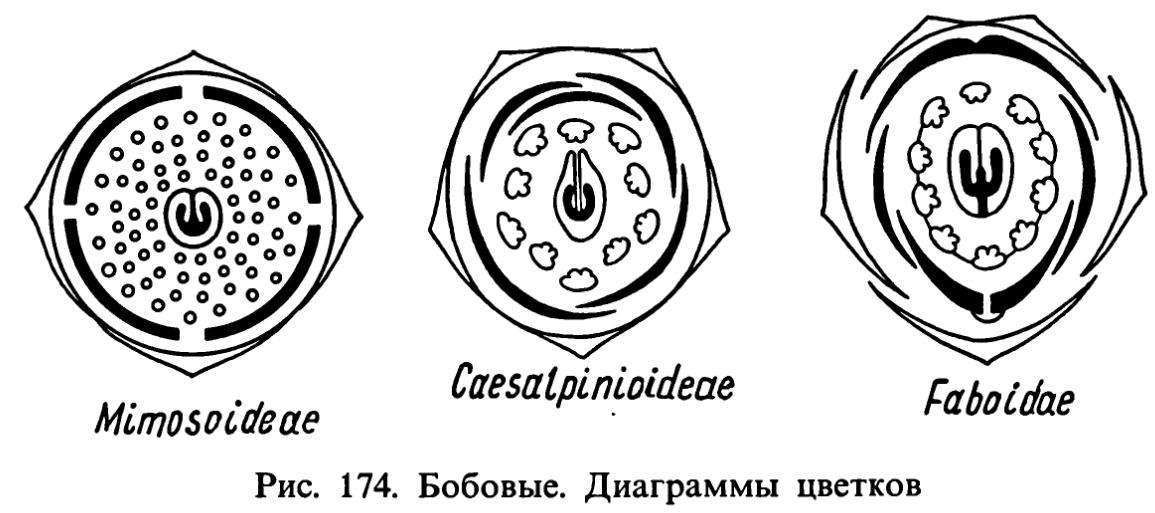 Mimosoideae
Caesalpinioideae
Faboidae
Рис. 174. Бобовые. Диаграммы цветков